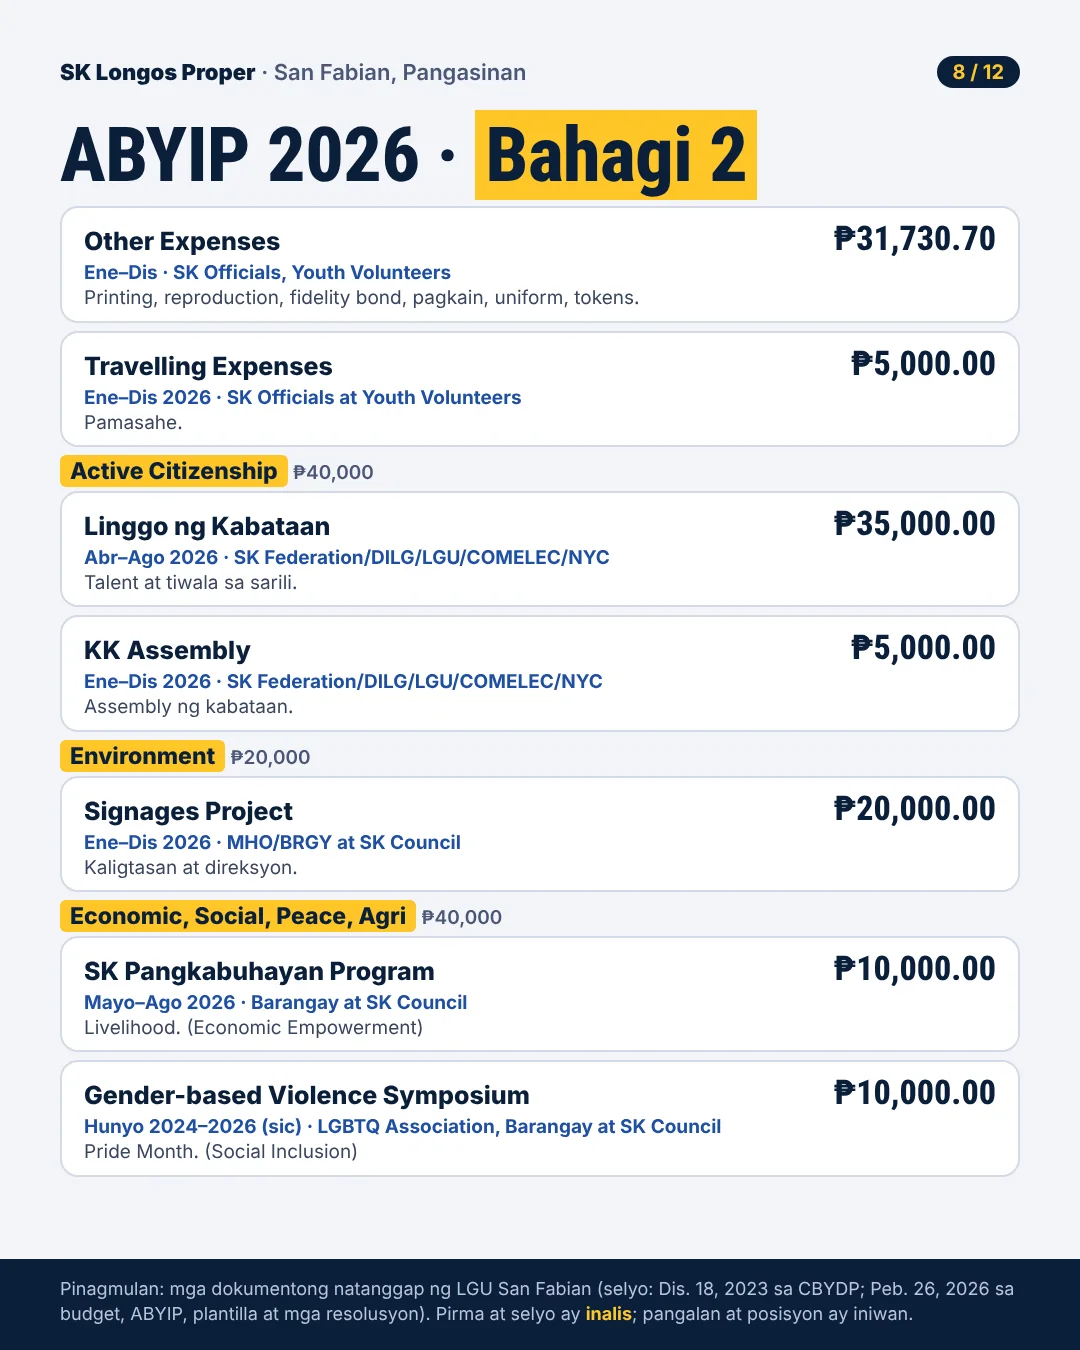 SK Longos Proper · San Fabian, Pangasinan
8 / 12
ABYIP 2026 · Bahagi 2
Other Expenses
₱31,730.70
Ene–Dis · SK Officials, Youth Volunteers
Printing, reproduction, fidelity bond, pagkain, uniform, tokens.
Travelling Expenses
₱5,000.00
Ene–Dis 2026 · SK Officials at Youth Volunteers
Pamasahe.
Active Citizenship ₱40,000
Linggo ng Kabataan
₱35,000.00
Abr–Ago 2026 · SK Federation/DILG/LGU/COMELEC/NYC
Talent at tiwala sa sarili.
KK Assembly
₱5,000.00
Ene–Dis 2026 · SK Federation/DILG/LGU/COMELEC/NYC
Assembly ng kabataan.
Environment ₱20,000
Signages Project
₱20,000.00
Ene–Dis 2026 · MHO/BRGY at SK Council
Kaligtasan at direksyon.
Economic, Social, Peace, Agri ₱40,000
SK Pangkabuhayan Program
₱10,000.00
Mayo–Ago 2026 · Barangay at SK Council
Livelihood. (Economic Empowerment)
Gender-based Violence Symposium
₱10,000.00
Hunyo 2024–2026 (sic) · LGBTQ Association, Barangay at SK Council
Pride Month. (Social Inclusion)
Pinagmulan: mga dokumentong natanggap ng LGU San Fabian (selyo: Dis. 18, 2023 sa CBYDP; Peb. 26, 2026 sa
budget, ABYIP, plantilla at mga resolusyon). Pirma at selyo ay inalis; pangalan at posisyon ay iniwan.